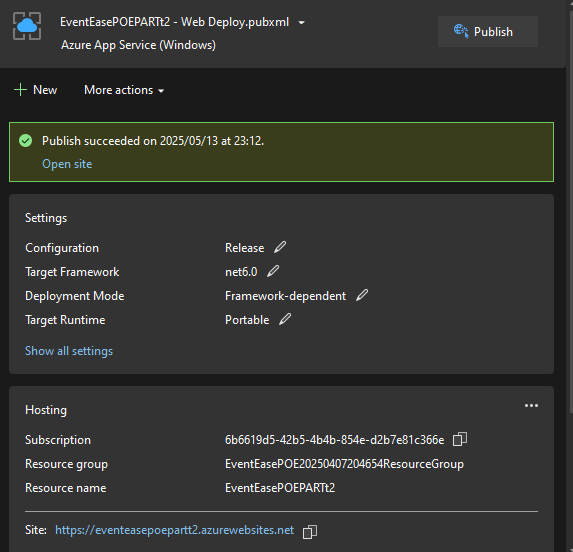 EventEasePOEPARTt2 - Web Deploy.pubxml
Azure App Service (Windows)
Publish
New
More actions
Publish succeeded on 2025/05/13 at 23:12.
Open site
Settings
Configuration Release
Target Framework net6.0
Deployment Mode Framework-dependent
Target Runtime Portable
Show all settings
Hosting
Subscription 6b6619d5-42b5-4b4b-854e-d2b7e81c366e
Resource group EventEasePOE20250407204654ResourceGroup
Resource name EventEasePOEPARTt2
Site: https://eventeasepoepartt2.azurewebsites.net